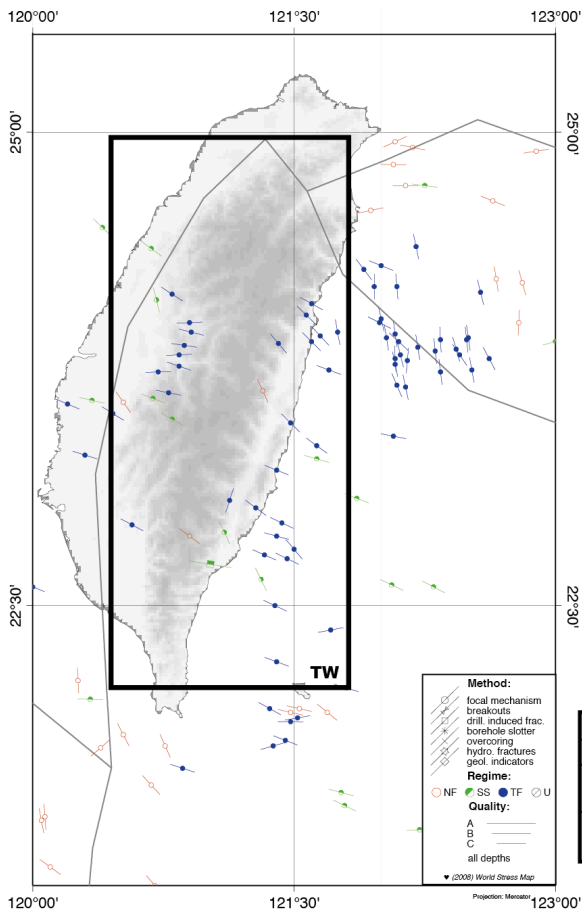 120°00' 121°30' 123°00'
25°00' 25°00'
22°30' 22°30'
TW
Method:
focal mechanism
breakouts
drill. induced frac.
borehole slotter
overcoring
hydro. fractures
geol. indicators
Regime:
NF SS TF U
Quality:
A
B
C
all depths
(2008) World Stress Map
120°00' 121°30' 123°00'
Projection: Mercator